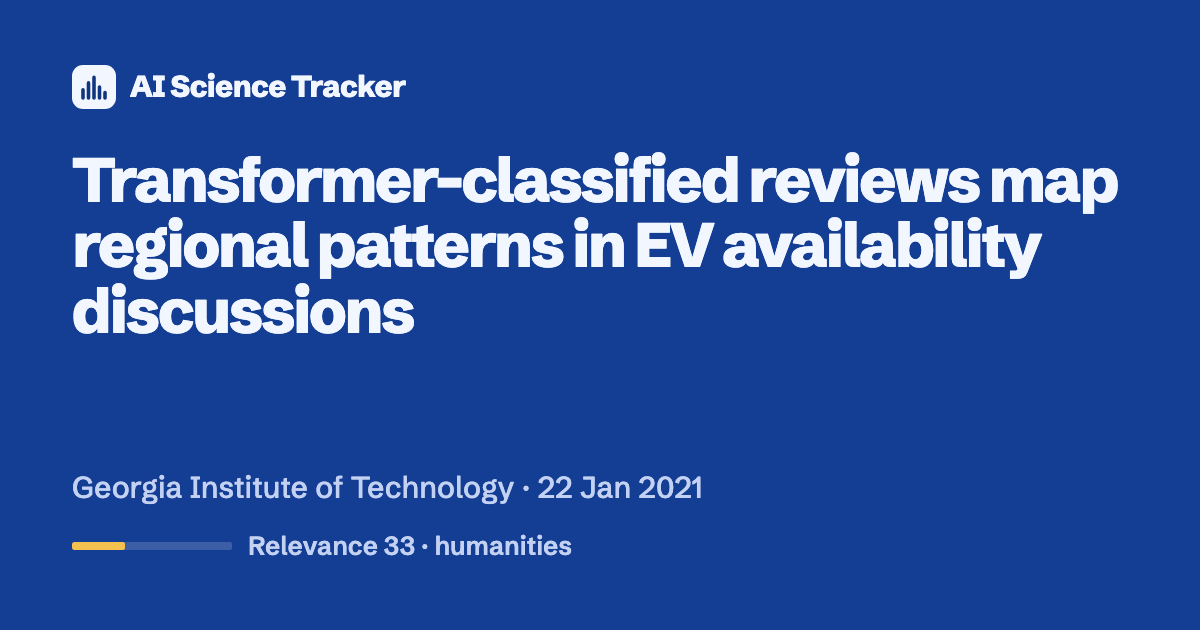 AI Science Tracker
Transformer-classified reviews map
regional patterns in EV availability
discussions
Georgia Institute of Technology · 22 Jan 2021
Relevance 33 · humanities